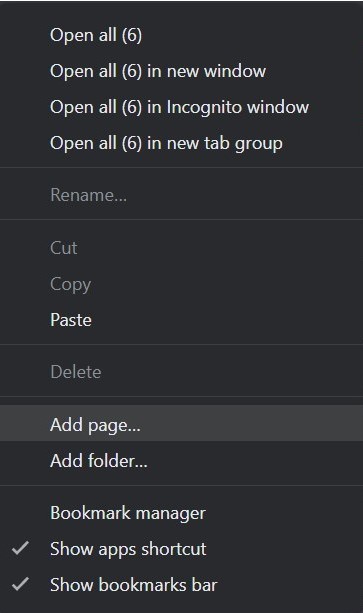 Open all (6)
Open all (6) in new window
Open all (6) in Incognito window
Open all (6) in new tab group
Rename...
Cut
Copy
Paste
Delete
Add page...
Add folder...
Bookmark manager
Show apps shortcut
Show bookmarks bar